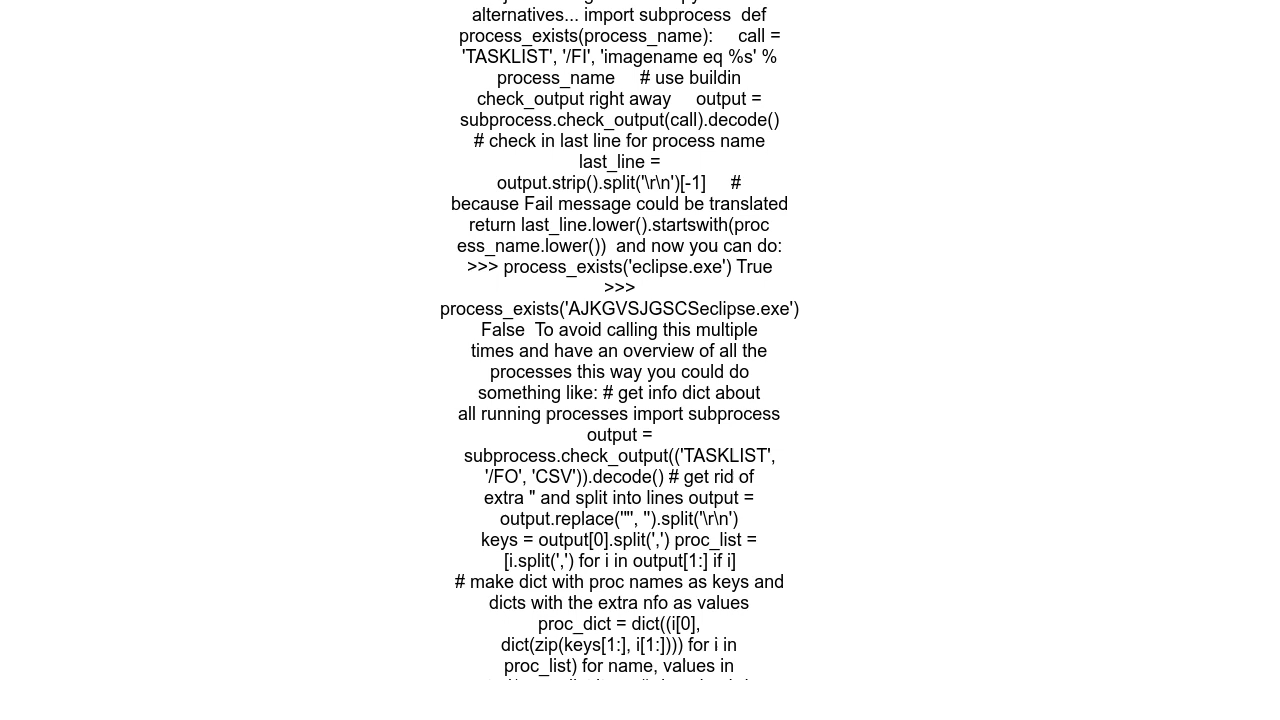 alternatives... import subprocess  def
process_exists(process_name):     call =
'TASKLIST', '/FI', 'imagename eq %s' %
process_name     # use buildin
check_output right away     output =
subprocess.check_output(call).decode()
# check in last line for process name
last_line =
output.strip().split('\r\n')[-1]     #
because Fail message could be translated
return last_line.lower().startswith(proc
ess_name.lower())  and now you can do:
>>> process_exists('eclipse.exe') True
>>>
process_exists('AJKGVSJGSCSeclipse.exe')
False  To avoid calling this multiple
times and have an overview of all the
processes this way you could do
something like: # get info dict about
all running processes import subprocess
output =
subprocess.check_output(('TASKLIST',
'/FO', 'CSV')).decode() # get rid of
extra " and split into lines output =
output.replace('"', '').split('\r\n')
keys = output[0].split(',') proc_list =
[i.split(',') for i in output[1:] if i]
# make dict with proc names as keys and
dicts with the extra nfo as values
proc_dict = dict((i[0],
dict(zip(keys[1:], i[1:]))) for i in
proc_list) for name, values in